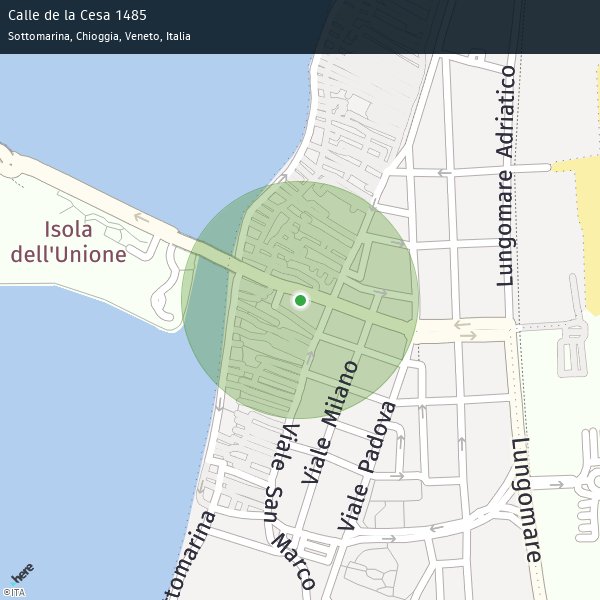 Calle de la Cesa 1485
Sottomarina, Chioggia, Veneto, Italia
Lungomare Adriatico
Isola
dell'Unione
Viale San Marco
Viale Milano
Viale Padova
Lungomare
ttomarina
here
©ITA